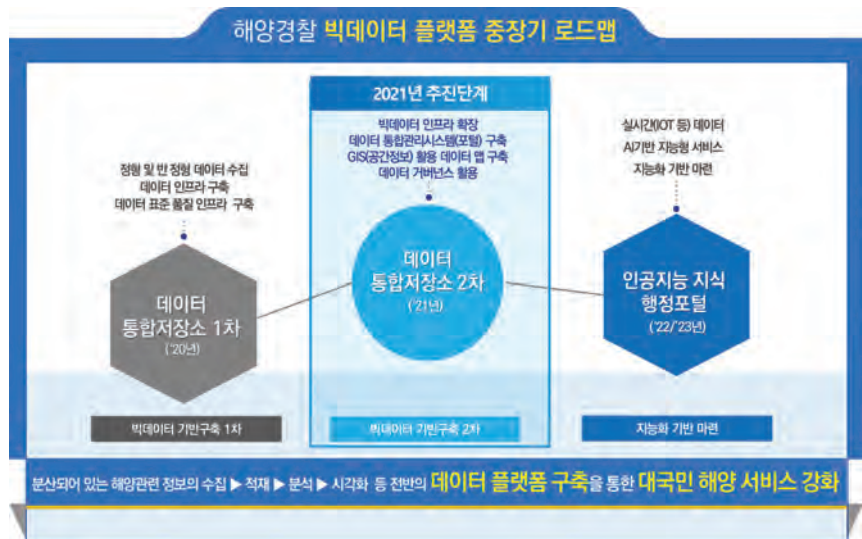 해양경찰 빅데이터 플랫폼 중장기 로드맵
정형 및 반 정형 데이터 수집
데이터 인프라 구축
데이터 표준 품질 인프라 구축
데이터
통합저장소 1차
('20년)
빅데이터 기반구축 1차
2021년 추진단계
빅데이터 인프라 확장
데이터 통합관리시스템(포털) 구축
GIS(공간정보) 활용 데이터 맵 구축
데이터 거버넌스 활용
데이터
통합저장소 2차
('21년)
빅데이터 기반구축 2차
실시간(IOT 등) 데이터
AI기반 지능형 서비스
지능화 기반 마련
인공지능 지식
행정포털
('22/'23년)
지능화 기반 마련
분산되어 있는 해양관련 정보의 수집 ▶ 적재 ▶ 분석 ▶ 시각화 등 전반의 데이터 플랫폼 구축을 통한 대국민 해양 서비스 강화